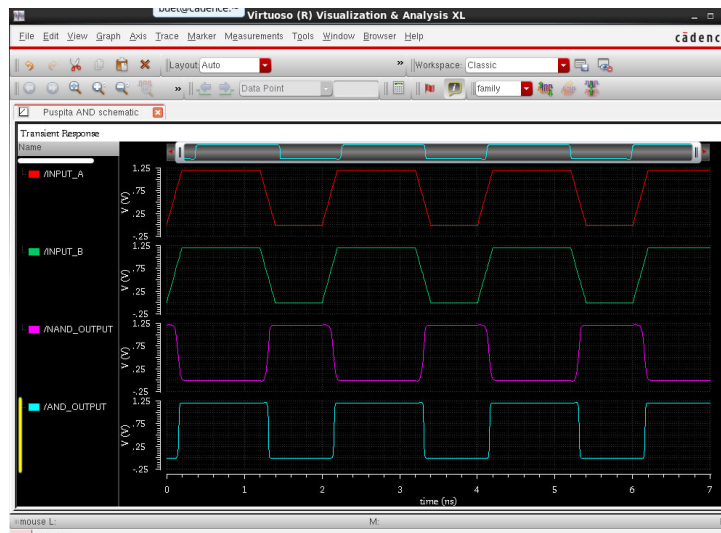 buet@cadence:~
Virtuoso (R) Visualization & Analysis XL
File Edit View Graph Axis Trace Marker Measurements Tools Window Browser Help
cādenc
Layout: Auto » Workspace: Classic
» Data Point family
Puspita AND schematic
Transient Response
Name
/INPUT_A
1.25
.75
.25
-.25
V (V)
/INPUT_B
1.25
.75
.25
-.25
V (V)
/NAND_OUTPUT
1.25
.75
.25
-.25
V (V)
/AND_OUTPUT
1.25
.75
.25
-.25
V (V)
0 1 2 3 4 5 6 7
time (ns)
mouse L: M: